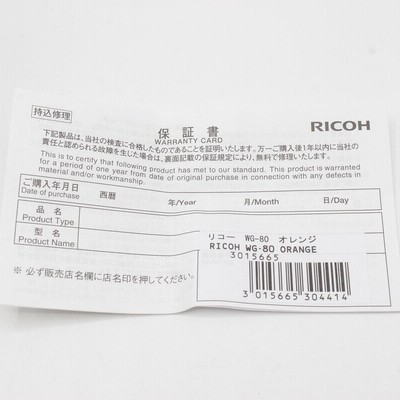 持込修理
保証書
WARRANTY CARD
RICOH
下記製品は、当社の検査に合格したものであることを証明いたします。万一ご購入後1年以内に当社の
責任と認められる故障を生じた場合は、裏面記載の保証規定により、無料で修理いたします。
This is to certify that following product has met to our standard. This product is warranted
for a period of one year from date of original purchase in connection with any defects in
material and/or workmanship.
ご購入年月日
Date of purchase
西暦 年/Year 月/Month 日/Day
品名
Product Type
型名
Product Name
リコー WG-80 オレンジ
RICOH WG-80 ORANGE
3015665
3 015665 304414
※ 必ず販売店名欄に店名印を押してください。